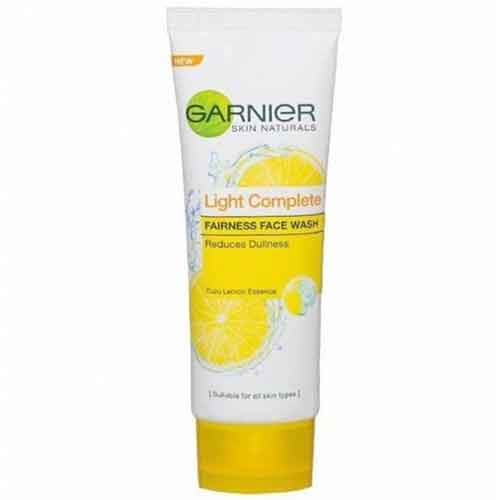 NEW
GARNIER
SKIN NATURALS
Light Complete
FAIRNESS FACE WASH
Reduces Dullness
Yuzu Lemon Essence
[ Suitable for all skin types ]